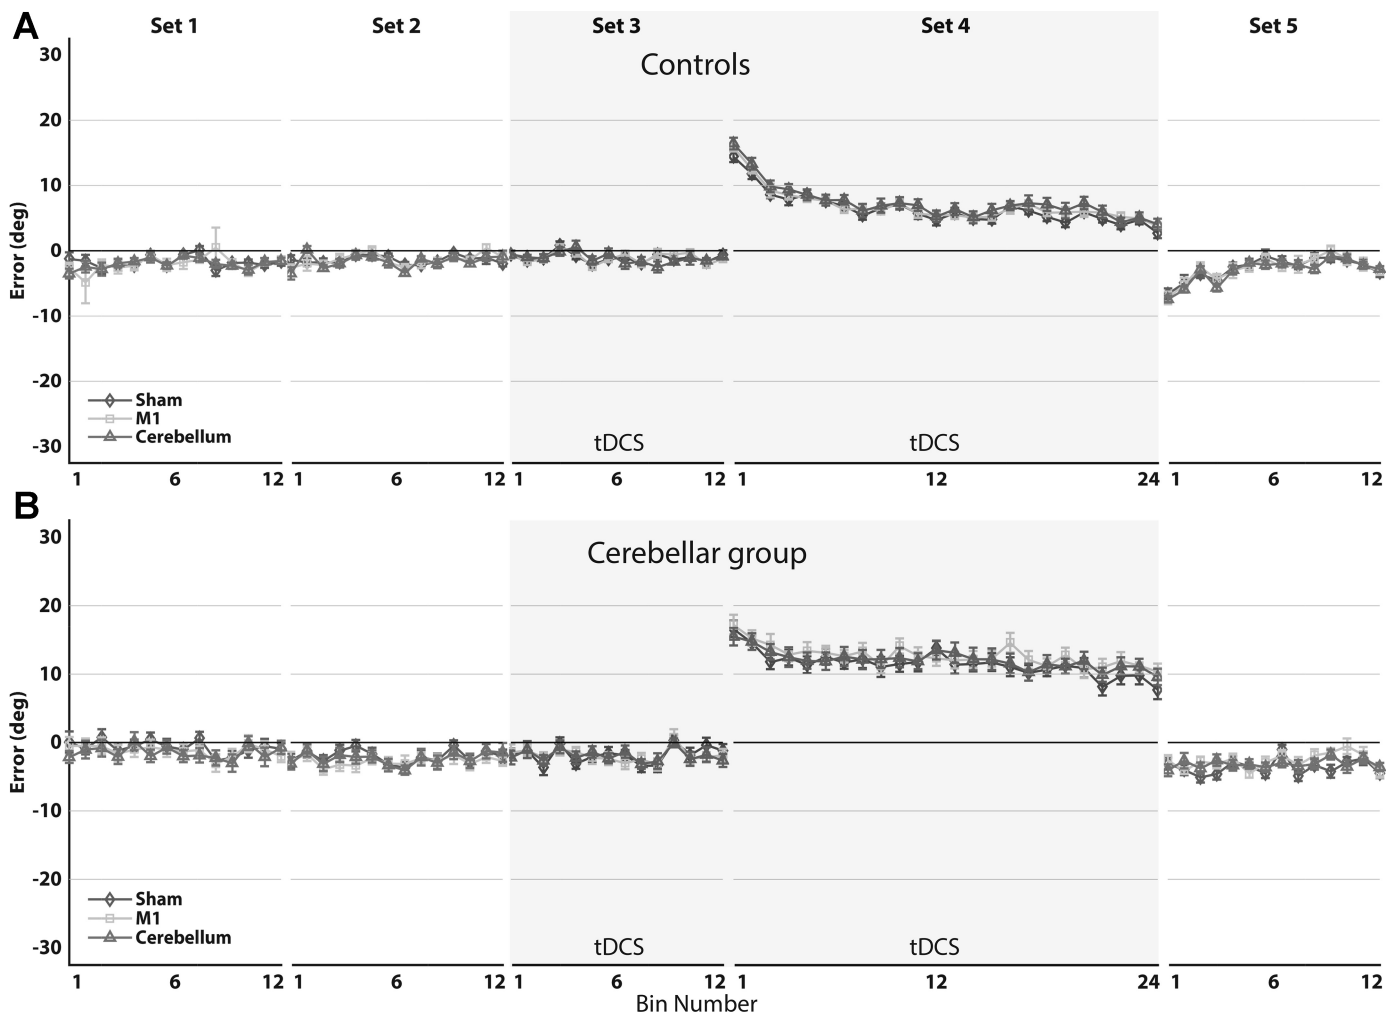 A
Set 1 Set 2 Set 3 Set 4 Set 5
Controls
30
20
10
0
-10
-20
-30
Error (deg)
Sham
M1
Cerebellum
tDCS tDCS
1 6 12 1 6 12 1 6 12 1 12 24 1 6 12
B
Cerebellar group
30
20
10
0
-10
-20
-30
Error (deg)
Sham
M1
Cerebellum
tDCS tDCS
1 6 12 1 6 12 1 6 12 1 12 24 1 6 12
Bin Number